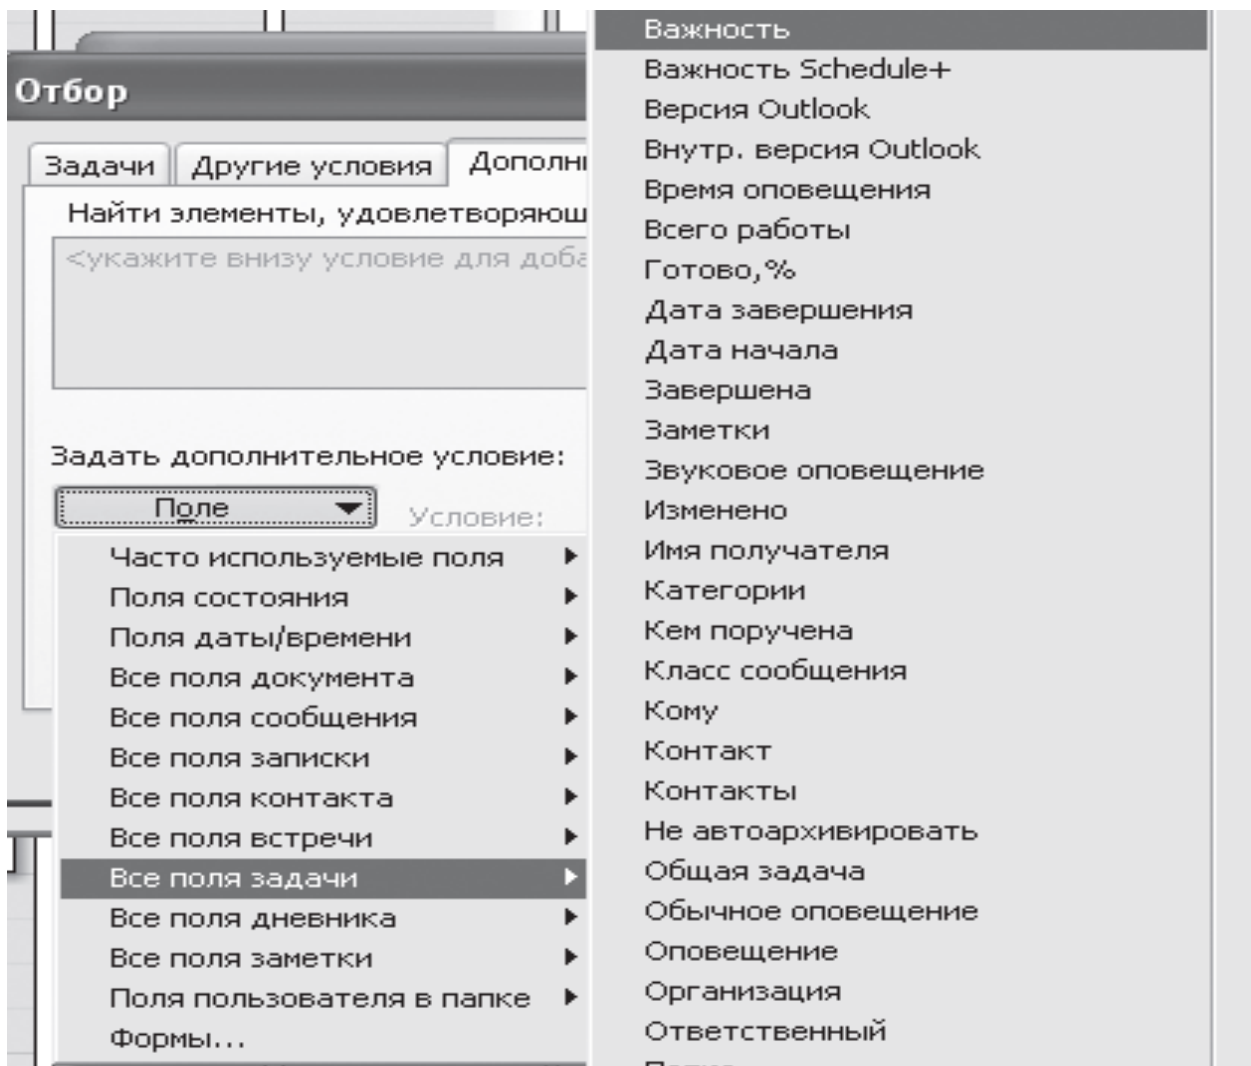 Отбор
Задачи
Другие условия
Дополн
Найти элементы, удовлетворяющ
<укажите внизу условие для доба
Задать дополнительное условие:
Поле
Условие:
Часто используемые поля
Поля состояния
Поля даты/времени
Все поля документа
Все поля сообщения
Все поля записки
Все поля контакта
Все поля встречи
Все поля задачи
Все поля дневника
Все поля заметки
Поля пользователя в папке
Формы...
Важность
Важность Schedule+
Версия Outlook
Внутр. версия Outlook
Время оповещения
Всего работы
Готово,%
Дата завершения
Дата начала
Завершена
Заметки
Звуковое оповещение
Изменено
Имя получателя
Категории
Кем поручена
Класс сообщения
Кому
Контакт
Контакты
Не автоархивировать
Общая задача
Обычное оповещение
Оповещение
Организация
Ответственный